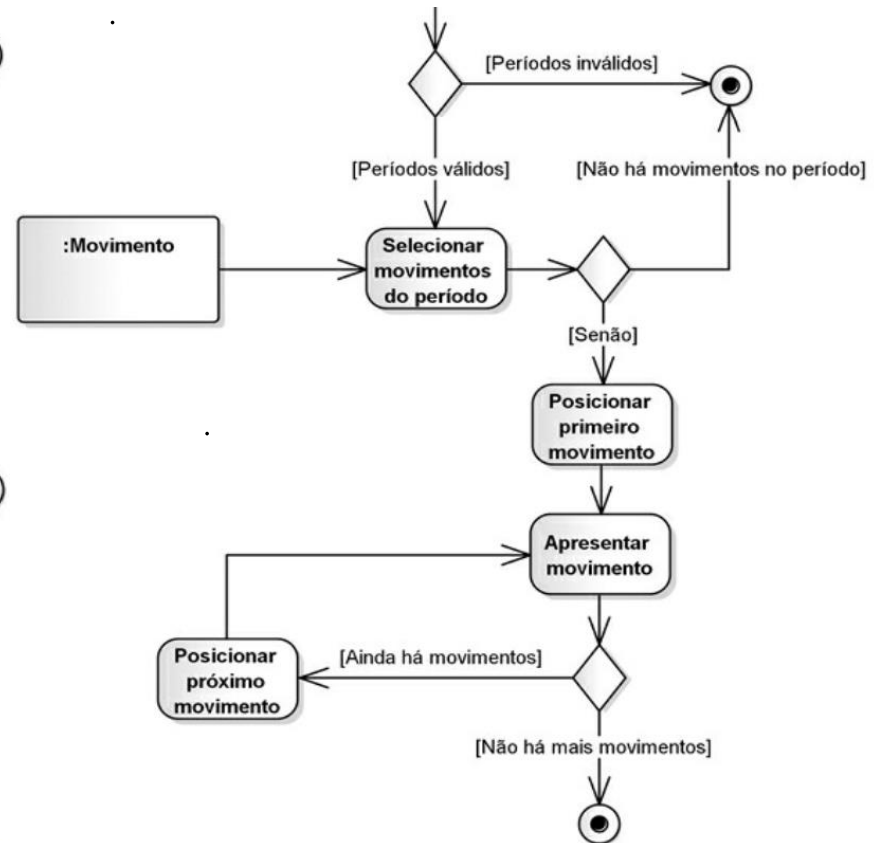 [Períodos inválidos]
[Períodos válidos]
[Não há movimentos no período]
:Movimento
Selecionar
movimentos
do período
[Senão]
Posicionar
primeiro
movimento
Apresentar
movimento
Posicionar
próximo
movimento
[Ainda há movimentos]
[Não há mais movimentos]